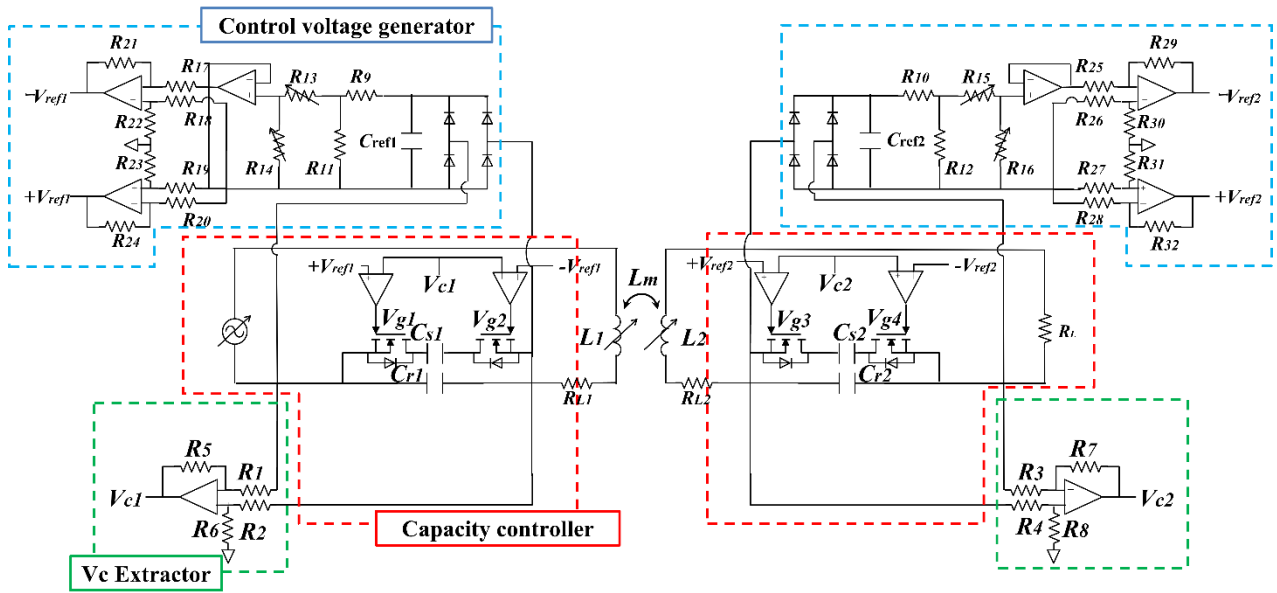 Control voltage generator
R21
R17
R13
R9
-Vref1
R18
R22
R14
R11
Cref1
R23
R19
+Vref1
R20
R24
R29
R10
R15
R25
-Vref2
R26
R30
Cref2
R12
R16
R31
R27
+Vref2
R28
R32
+Vref1
-Vref1
Vc1
Vg1
Cs1
Vg2
Cr1
RL1
L1
Lm
L2
+Vref2
-Vref2
Vc2
Vg3
Cs2
Vg4
Cr2
RL2
RL
R5
R1
Vc1
R6
R2
Capacity controller
Vc Extractor
R7
R3
Vc2
R4
R8